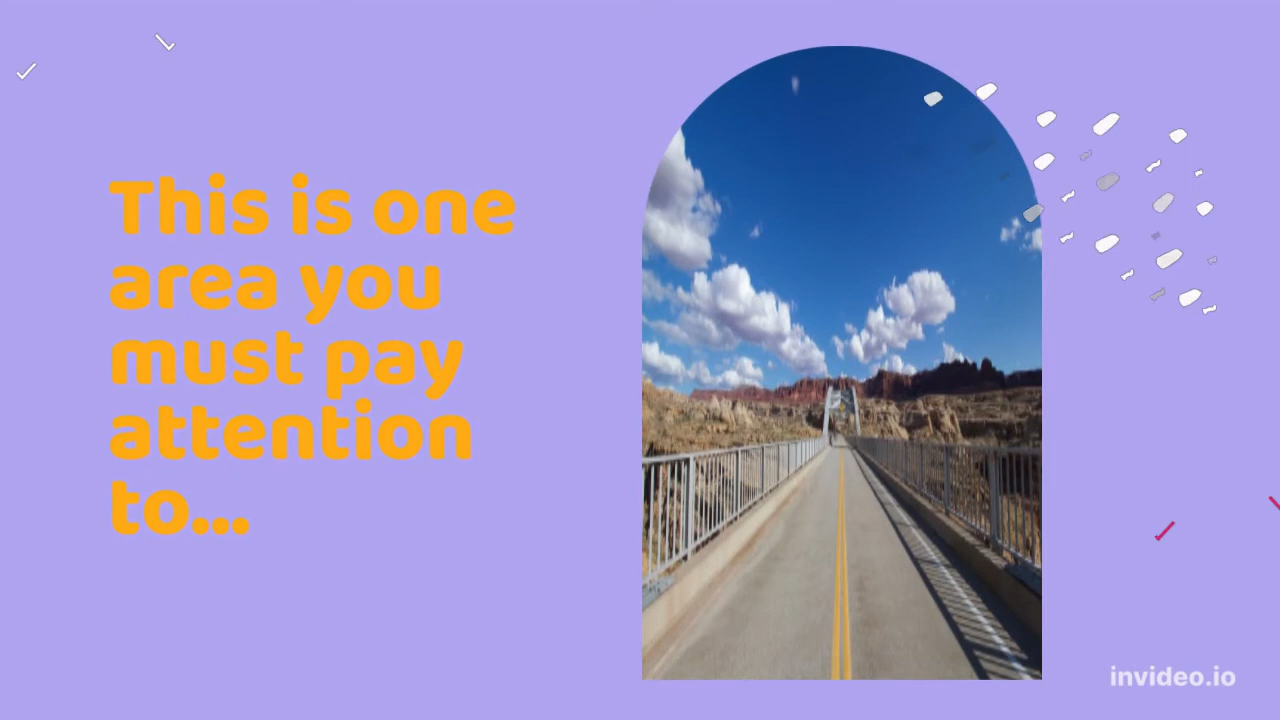 This is one
area you
must pay
attention
to...
invideo.io